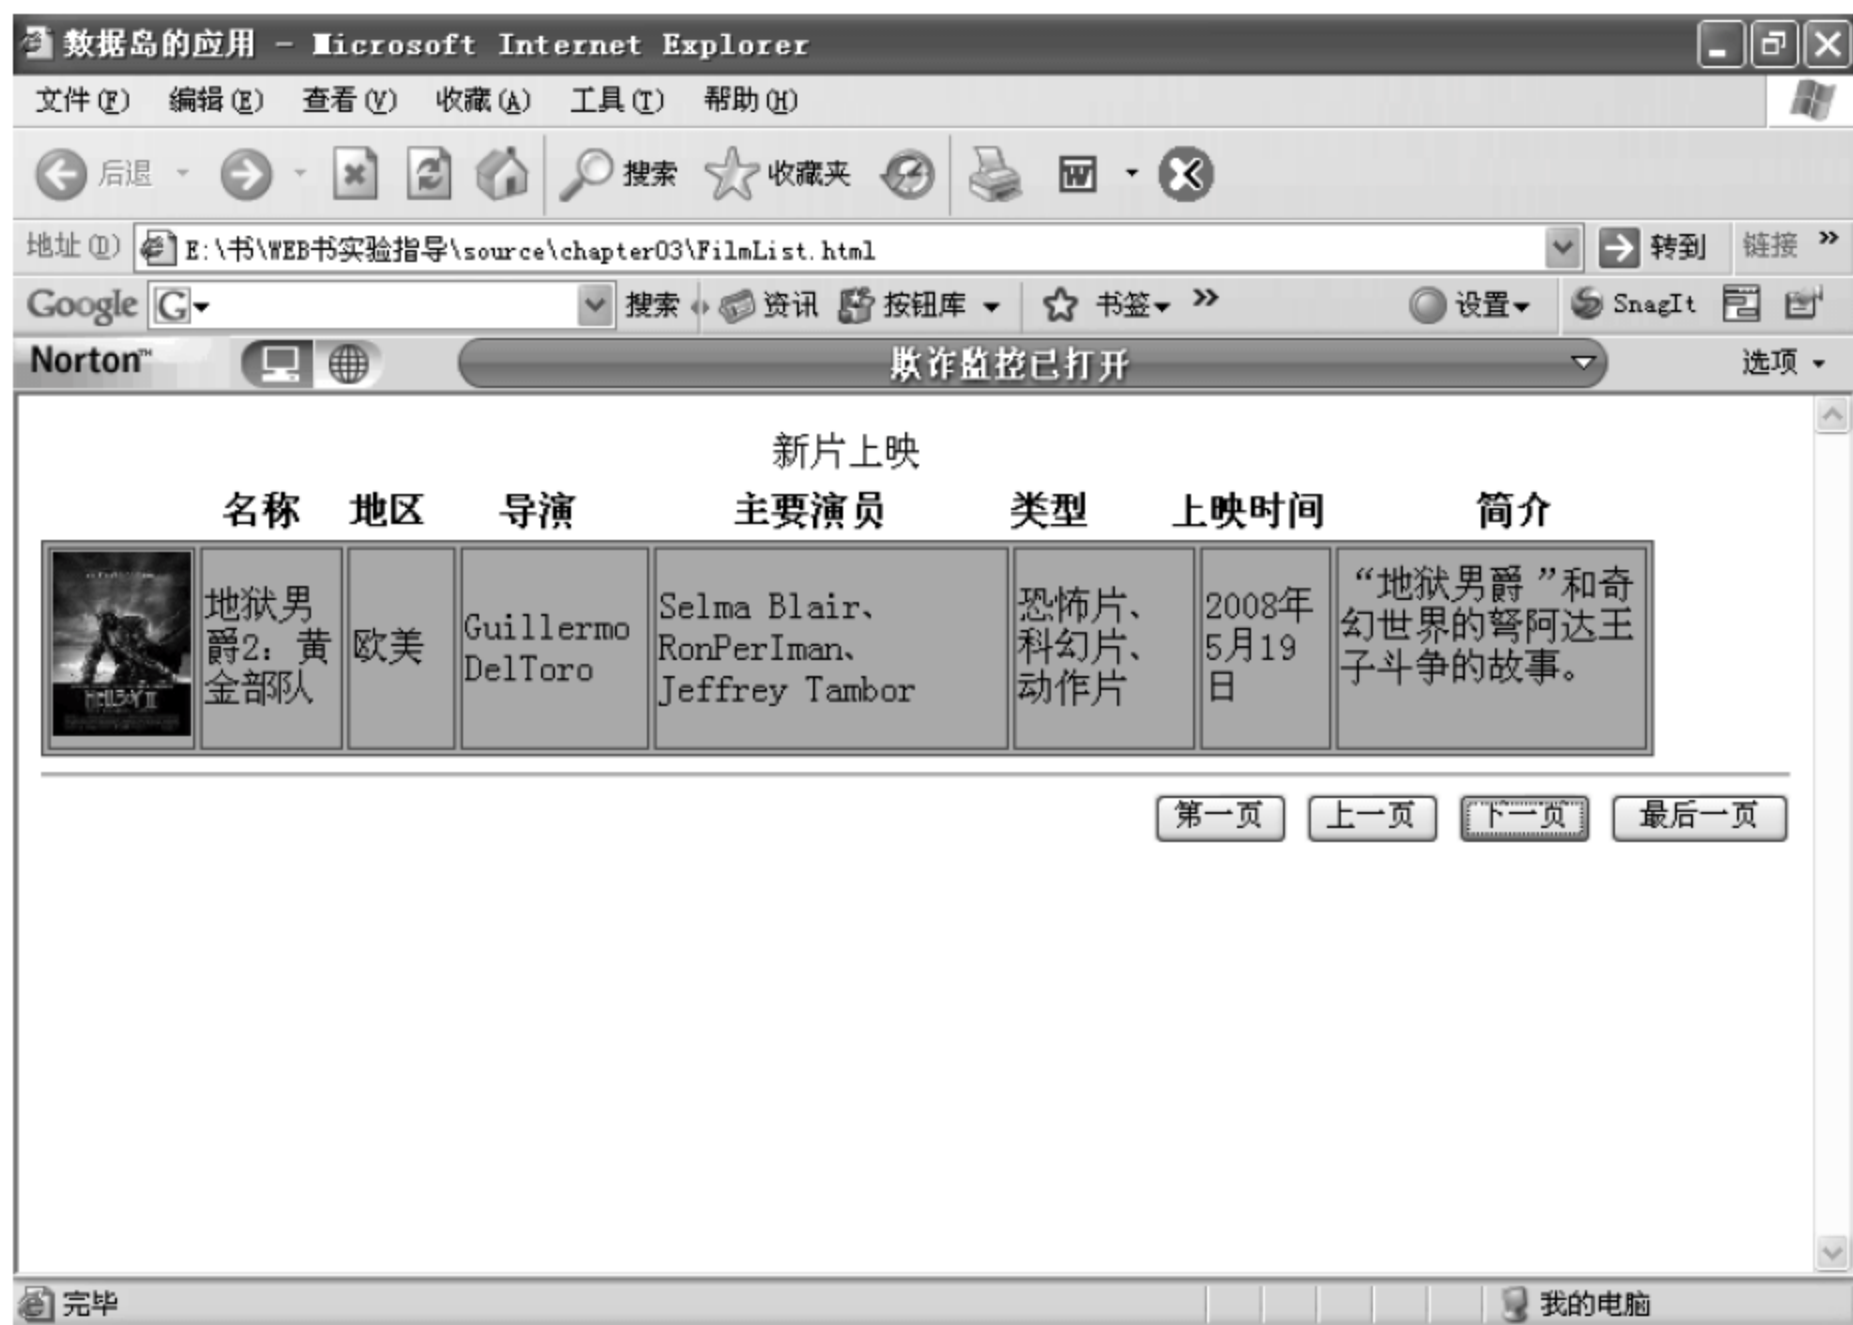 数据岛的应用 - Microsoft Internet Explorer
文件(F) 编辑(E) 查看(V) 收藏(A) 工具(T) 帮助(H)
后退 搜索 收藏夹
地址(D) E:\书\WEB书实验指导\source\chapter03\FilmList.html 转到 链接 »
Google G 搜索 资讯 按钮库 书签 » 设置 SnagIt
Norton™ 欺诈监控已打开 选项
新片上映
名称 地区 导演 主要演员 类型 上映时间 简介
HELLBOY II
地狱男
爵2：黄
金部队
欧美
Guillermo
DelToro
Selma Blair、
RonPerIman、
Jeffrey Tambor
恐怖片、
科幻片、
动作片
2008年
5月19
日
“地狱男爵 ”和奇
幻世界的弩阿达王
子斗争的故事。
第一页 上一页 下一页 最后一页
完毕 我的电脑